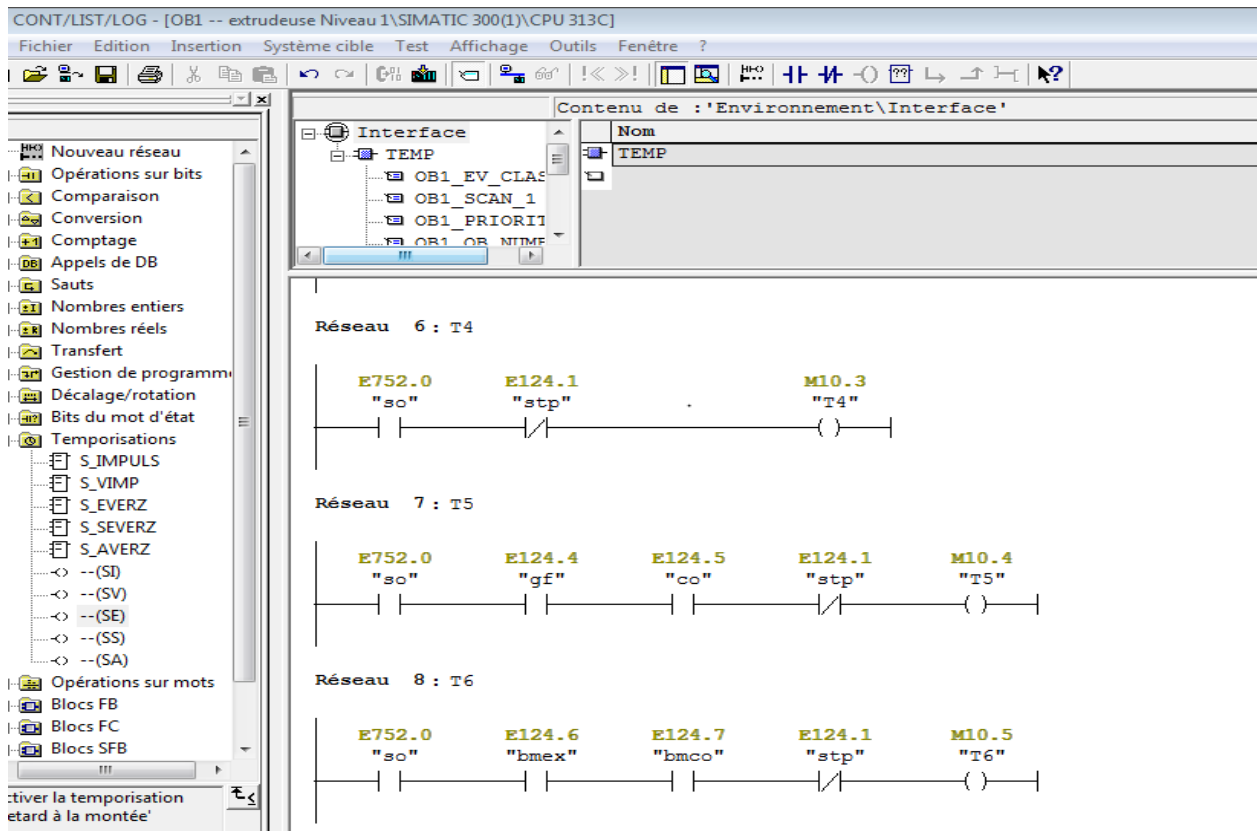 CONT/LIST/LOG - [OB1 -- extrudeuse Niveau 1\SIMATIC 300(1)\CPU 313C]
Fichier Edition Insertion Système cible Test Affichage Outils Fenêtre ?
Contenu de :'Environnement\Interface'
Interface
TEMP
OB1_EV_CLAS
OB1_SCAN_1
OB1_PRIORIT
OB1_OB_NUME
Nom
TEMP
Nouveau réseau
Opérations sur bits
Comparaison
Conversion
Comptage
Appels de DB
Sauts
Nombres entiers
Nombres réels
Transfert
Gestion de programm
Décalage/rotation
Bits du mot d'état
Temporisations
S_IMPULS
S_VIMP
S_EVERZ
S_SEVERZ
S_AVERZ
--(SI)
--(SV)
--(SE)
--(SS)
--(SA)
Opérations sur mots
Blocs FB
Blocs FC
Blocs SFB
ctiver la temporisation
etard à la montée'
Réseau 6 : T4
E752.0 E124.1 M10.3
"so" "stp" "T4"
Réseau 7 : T5
E752.0 E124.4 E124.5 E124.1 M10.4
"so" "gf" "co" "stp" "T5"
Réseau 8 : T6
E752.0 E124.6 E124.7 E124.1 M10.5
"so" "bmex" "bmco" "stp" "T6"